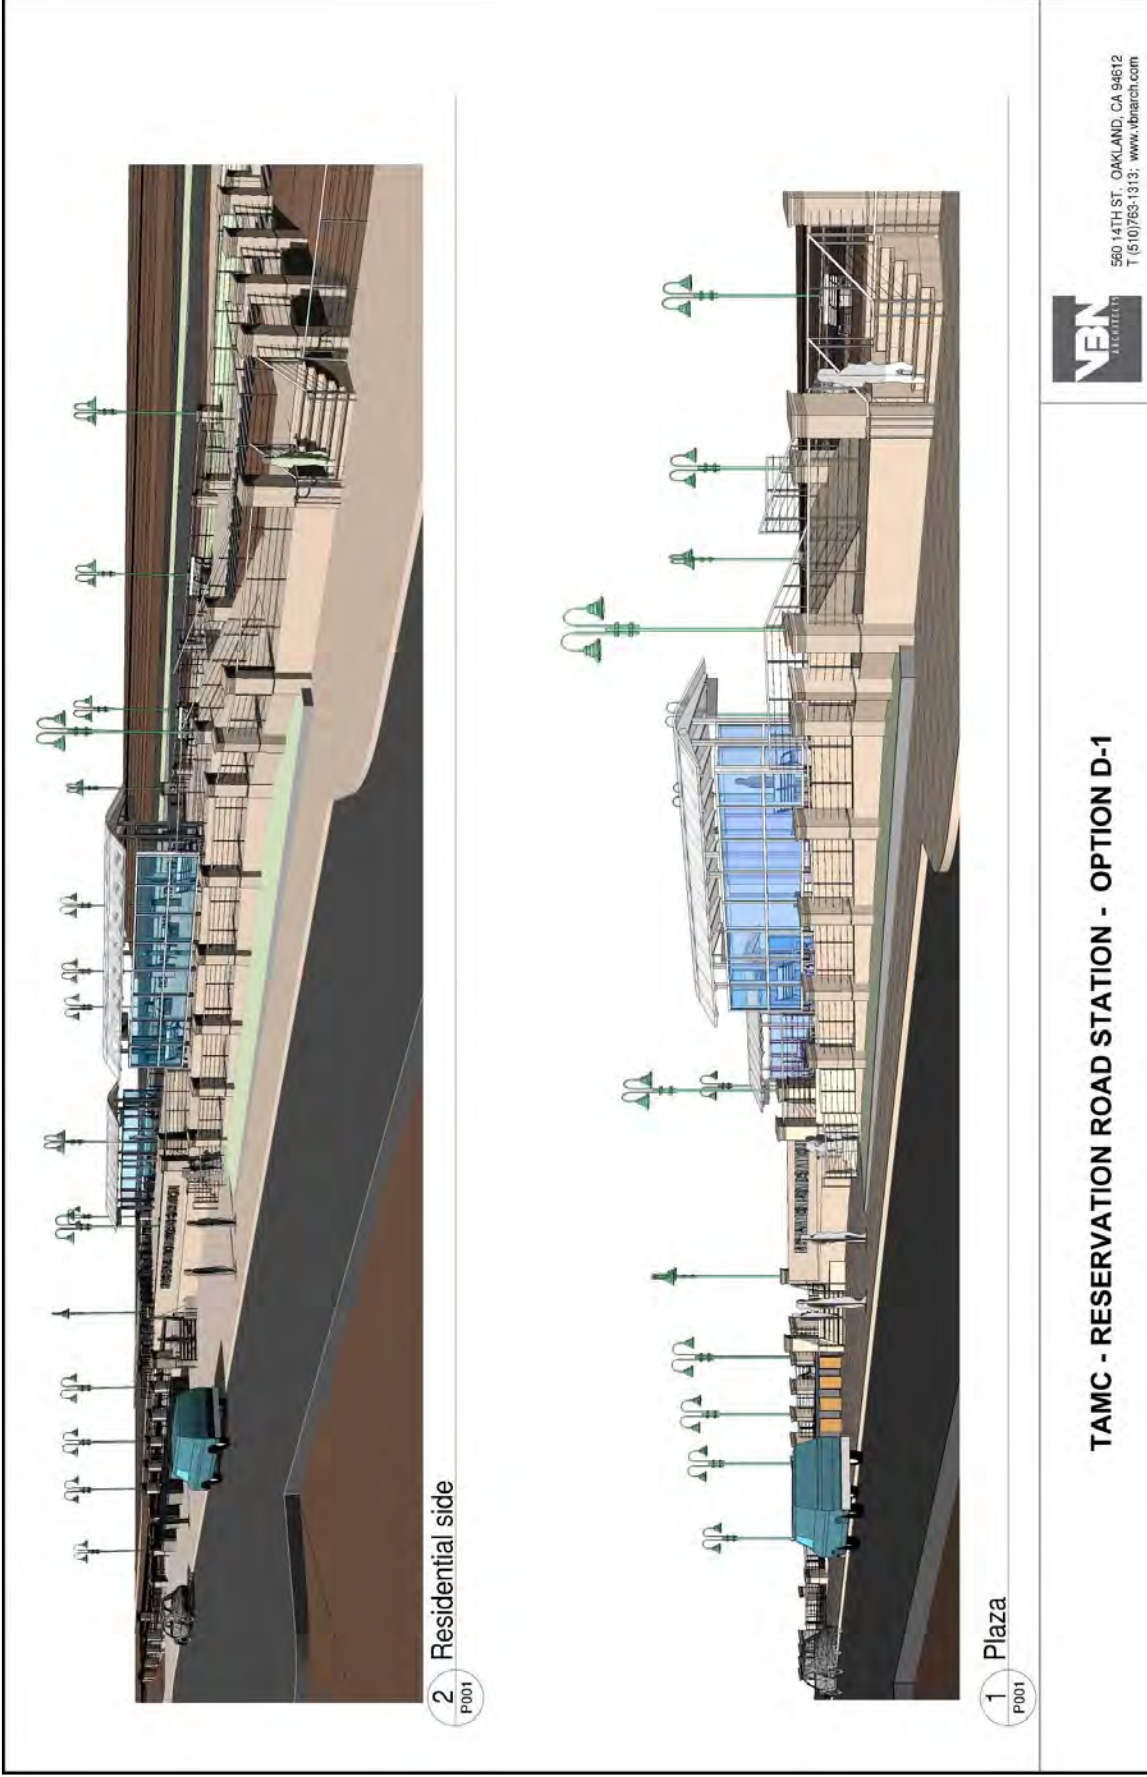 2 Residential side
P001
1 Plaza
P001
TAMC - RESERVATION ROAD STATION - OPTION D-1
VBN
ARCHITECTS
560 14TH ST. OAKLAND, CA 94612
T (510)763-1313; www.vbnarch.com